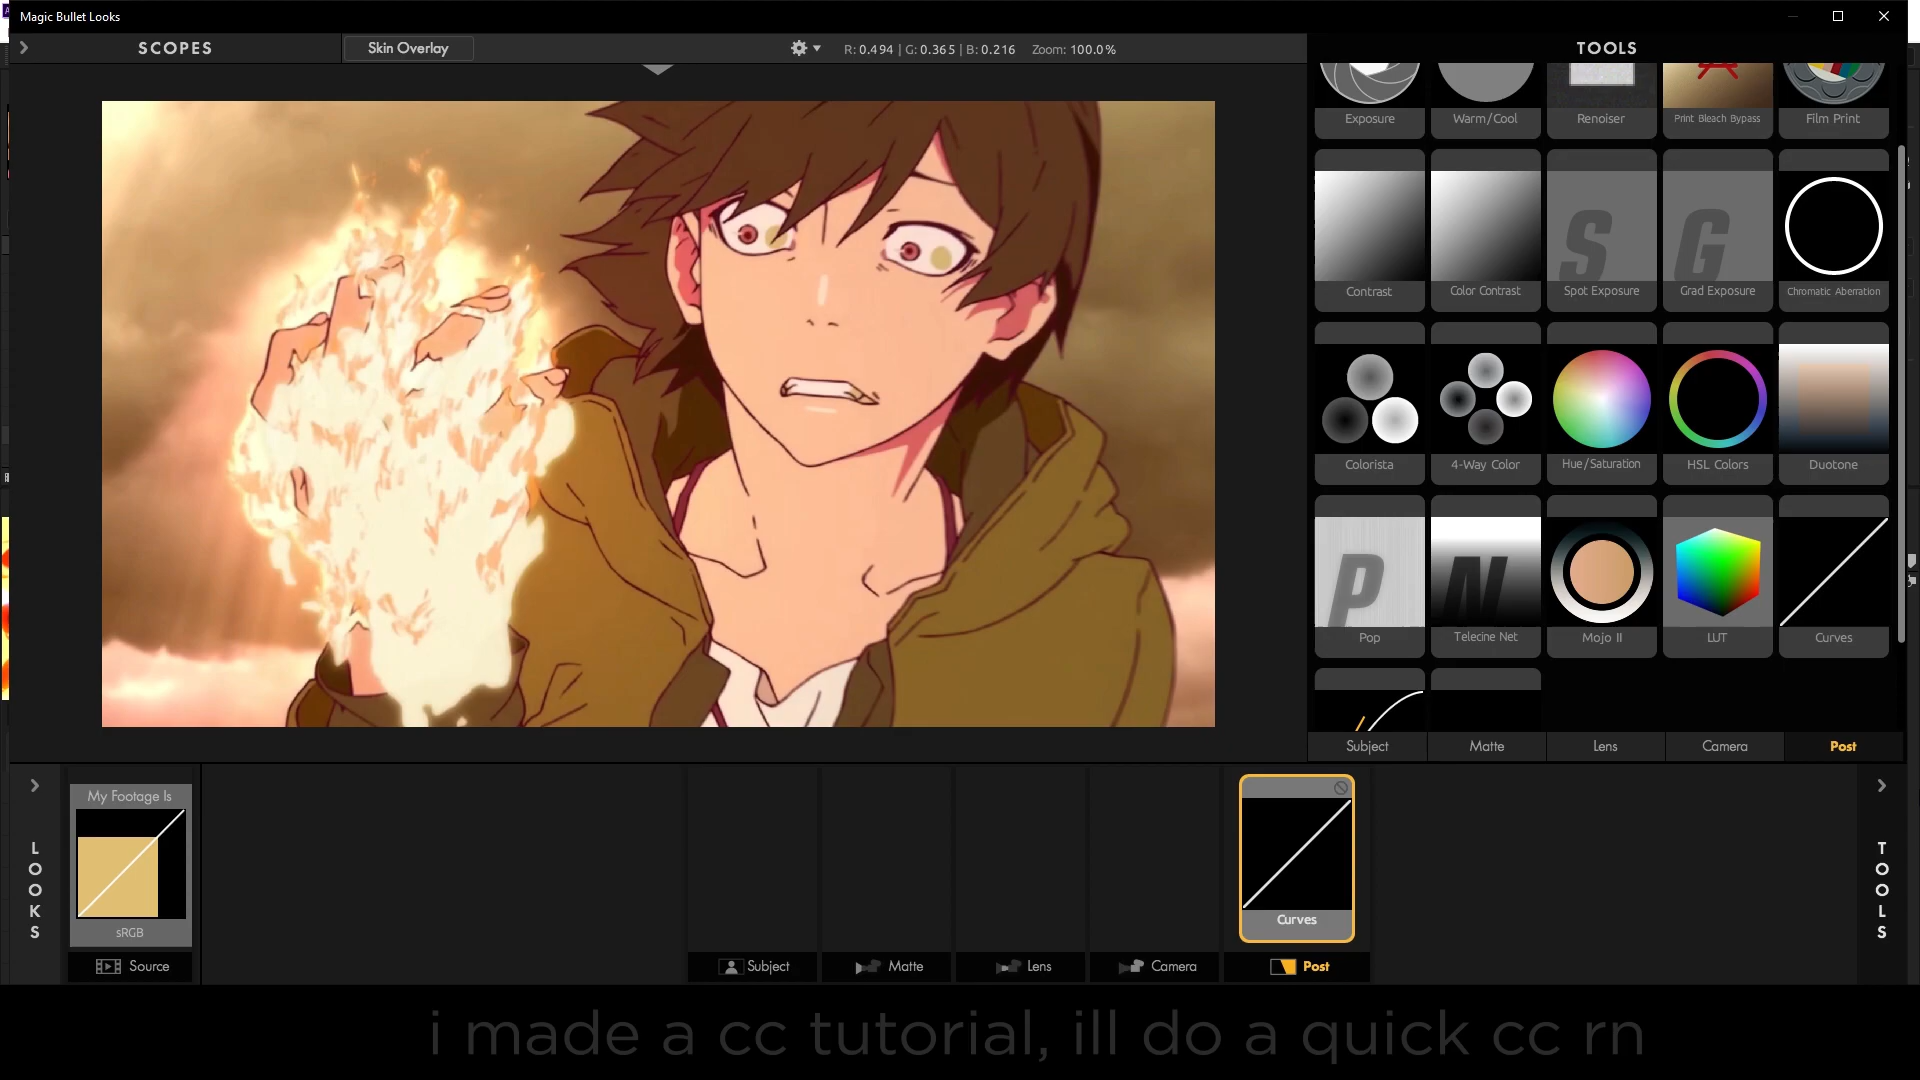 Magic Bullet Looks
SCOPES
Skin Overlay
R: 0.494 | G: 0.365 | B: 0.216 Zoom: 100.0%
TOOLS
Exposure
Warm/Cool
Renoiser
Print Bleach Bypass
Film Print
Contrast
Color Contrast
S
Spot Exposure
G
Grad Exposure
Chromatic Aberration
Colorista
4-Way Color
Hue/Saturation
HSL Colors
Duotone
P
Pop
N
Telecine Net
Mojo II
LUT
Curves
Subject
Matte
Lens
Camera
Post
LOOKS
My Footage Is
sRGB
Source
Subject
Matte
Lens
Camera
Curves
Post
TOOLS
i made a cc tutorial, ill do a quick cc rn